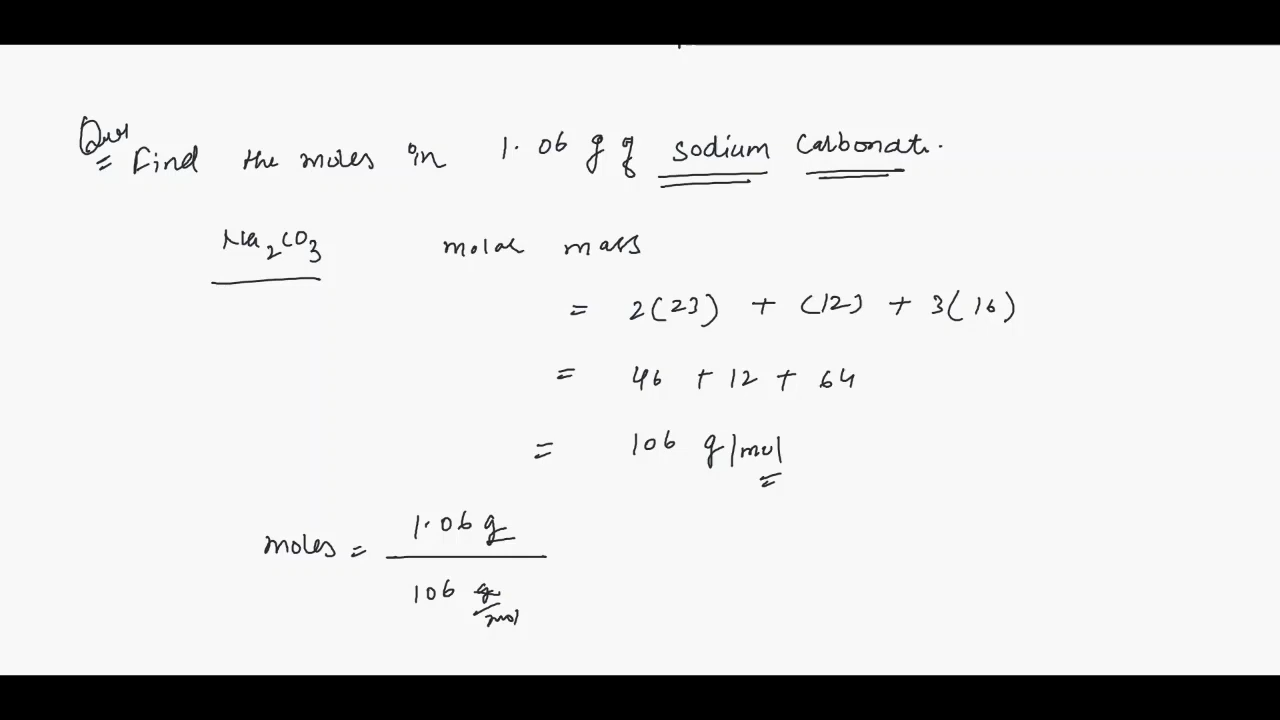 Ques Find the moles in 1.06 g of sodium carbonate.
Na₂CO₃ molar mass
= 2(23) + (12) + 3(16)
= 46 + 12 + 64
= 106 g/mol
moles = 1.06 g
106 g/mol